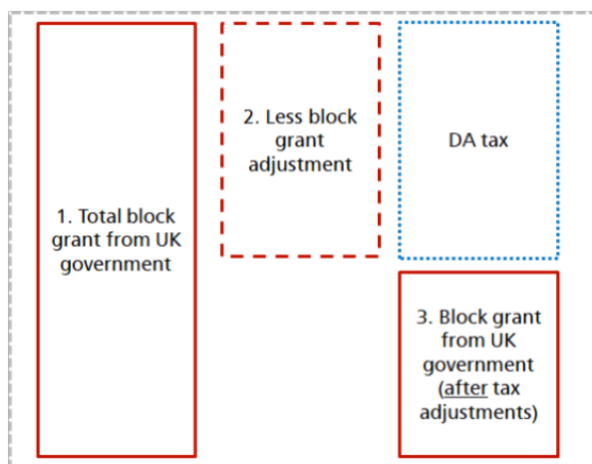 1. Total block
grant from UK
government
2. Less block
grant
adjustment
DA tax
3. Block grant
from UK
government
(after tax
adjustments)